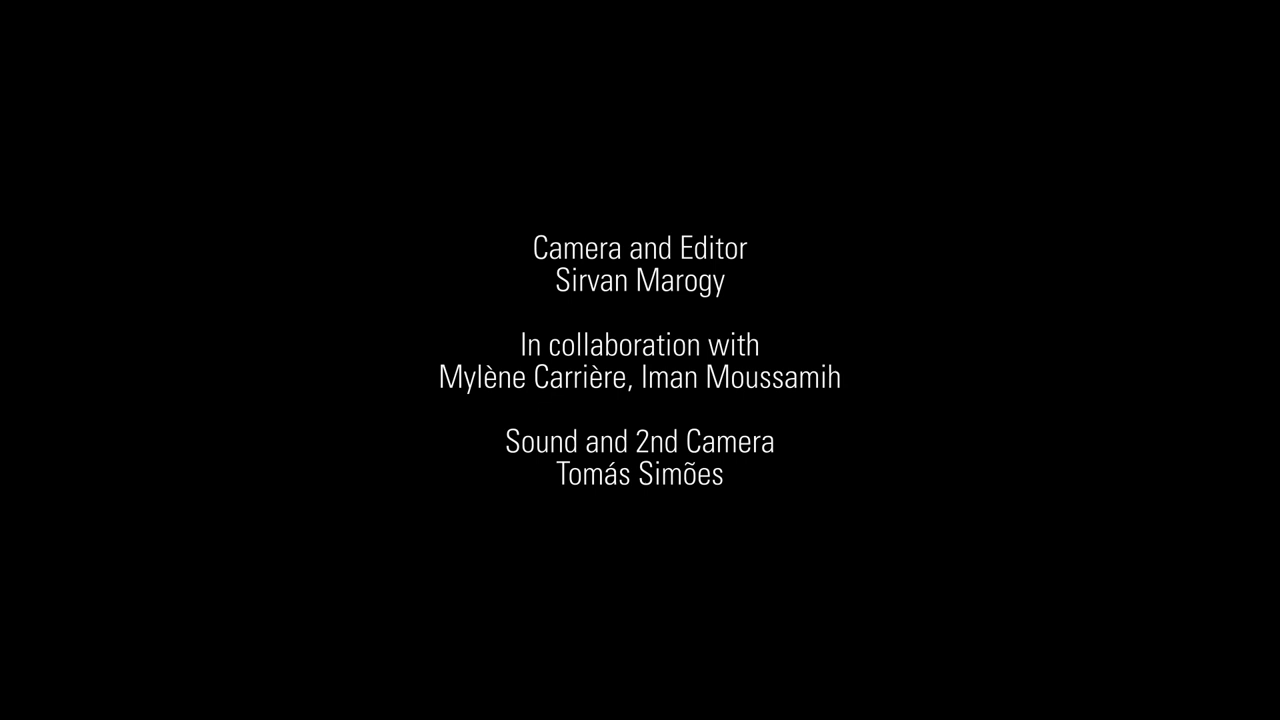 Camera and Editor
Sirvan Marogy
In collaboration with
Mylène Carrière, Iman Moussamih
Sound and 2nd Camera
Tomás Simões